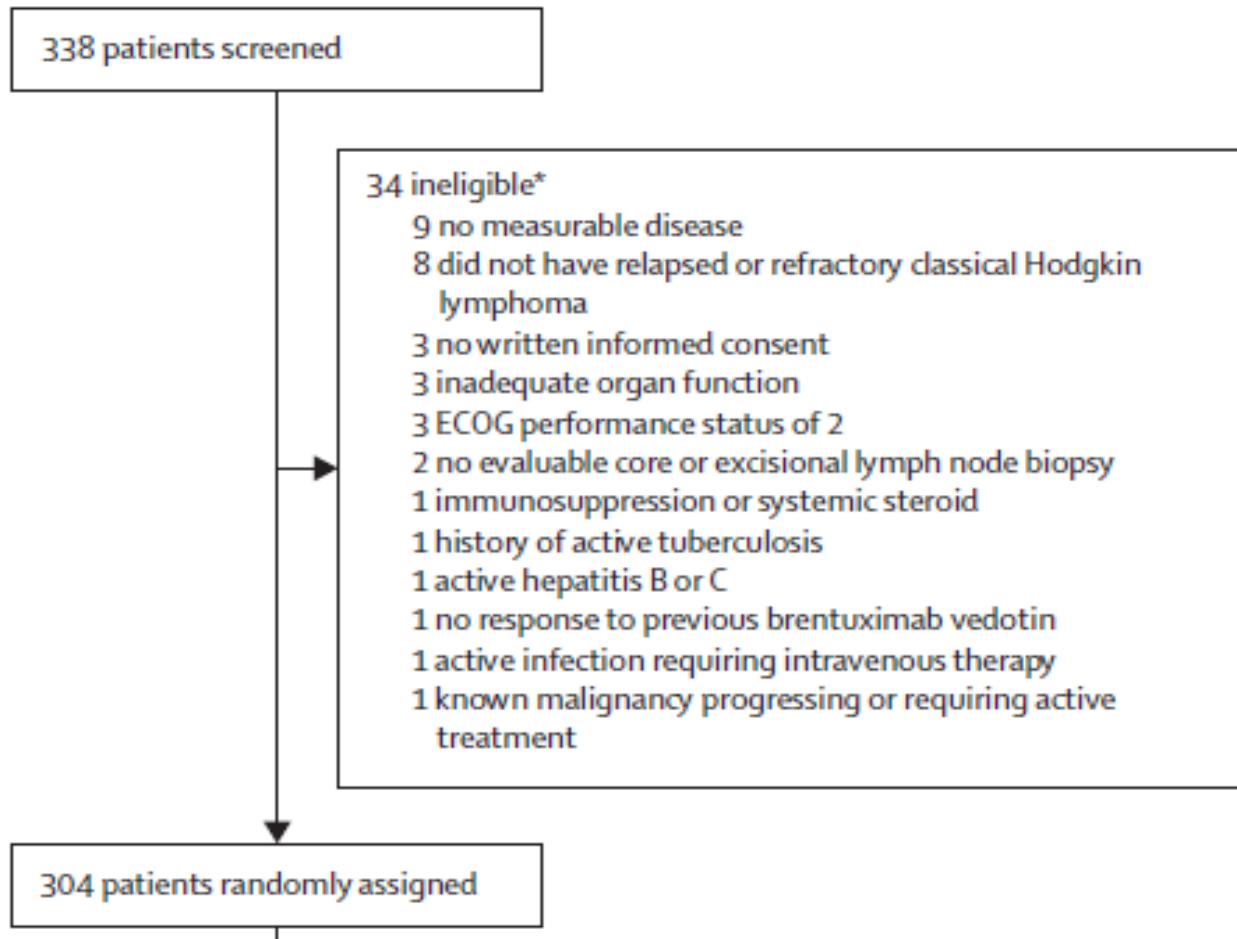 338 patients screened
34 ineligible*
9 no measurable disease
8 did not have relapsed or refractory classical Hodgkin
lymphoma
3 no written informed consent
3 inadequate organ function
3 ECOG performance status of 2
2 no evaluable core or excisional lymph node biopsy
1 immunosuppression or systemic steroid
1 history of active tuberculosis
1 active hepatitis B or C
1 no response to previous brentuximab vedotin
1 active infection requiring intravenous therapy
1 known malignancy progressing or requiring active
treatment
304 patients randomly assigned